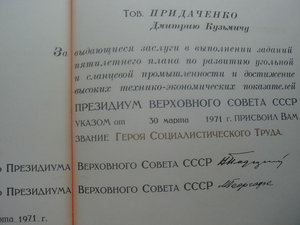 Тов. ПРИДАЧЕНКО
Дмитрию Кузьмичу
За выдающиеся заслуги в выполнении заданий
пятилетнего плана по развитию угольной
и сланцевой промышленности и достижение
высоких технико-экономических показателей
ПРЕЗИДИУМ ВЕРХОВНОГО СОВЕТА СССР
УКАЗОМ от 30 марта 1971 г. ПРИСВОИЛ ВАМ
ЗВАНИЕ ГЕРОЯ СОЦИАЛИСТИЧЕСКОГО ТРУДА.
ПРЕЗИДИУМА ВЕРХОВНОГО СОВЕТА СССР
ПРЕЗИДИУМА ВЕРХОВНОГО СОВЕТА СССР
марта 1971 г.